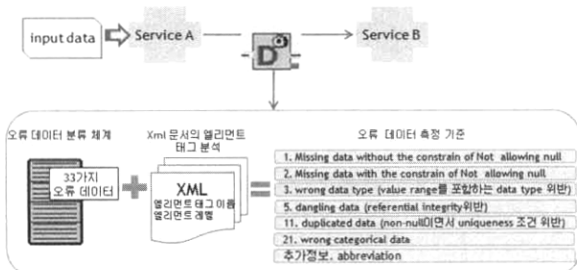 input data
Service A
D
Service B
오류 데이터 분류 체계
33가지
오류 데이터
Xml 문서의 엘리먼트
태그 분석
XML
엘리먼트 태그 이름
엘리먼트 레벨
오류 데이터 측정 기준
1. Missing data without the constrain of Not allowing null
2. Missing data with the constrain of Not allowing null
3. wrong data type (value range를 포함하는 data type 위반)
5. dangling data (referential integrity위반)
11. duplicated data (non-null이면서 uniqueness 조건 위반)
21. wrong categorical data
추가정보. abbreviation